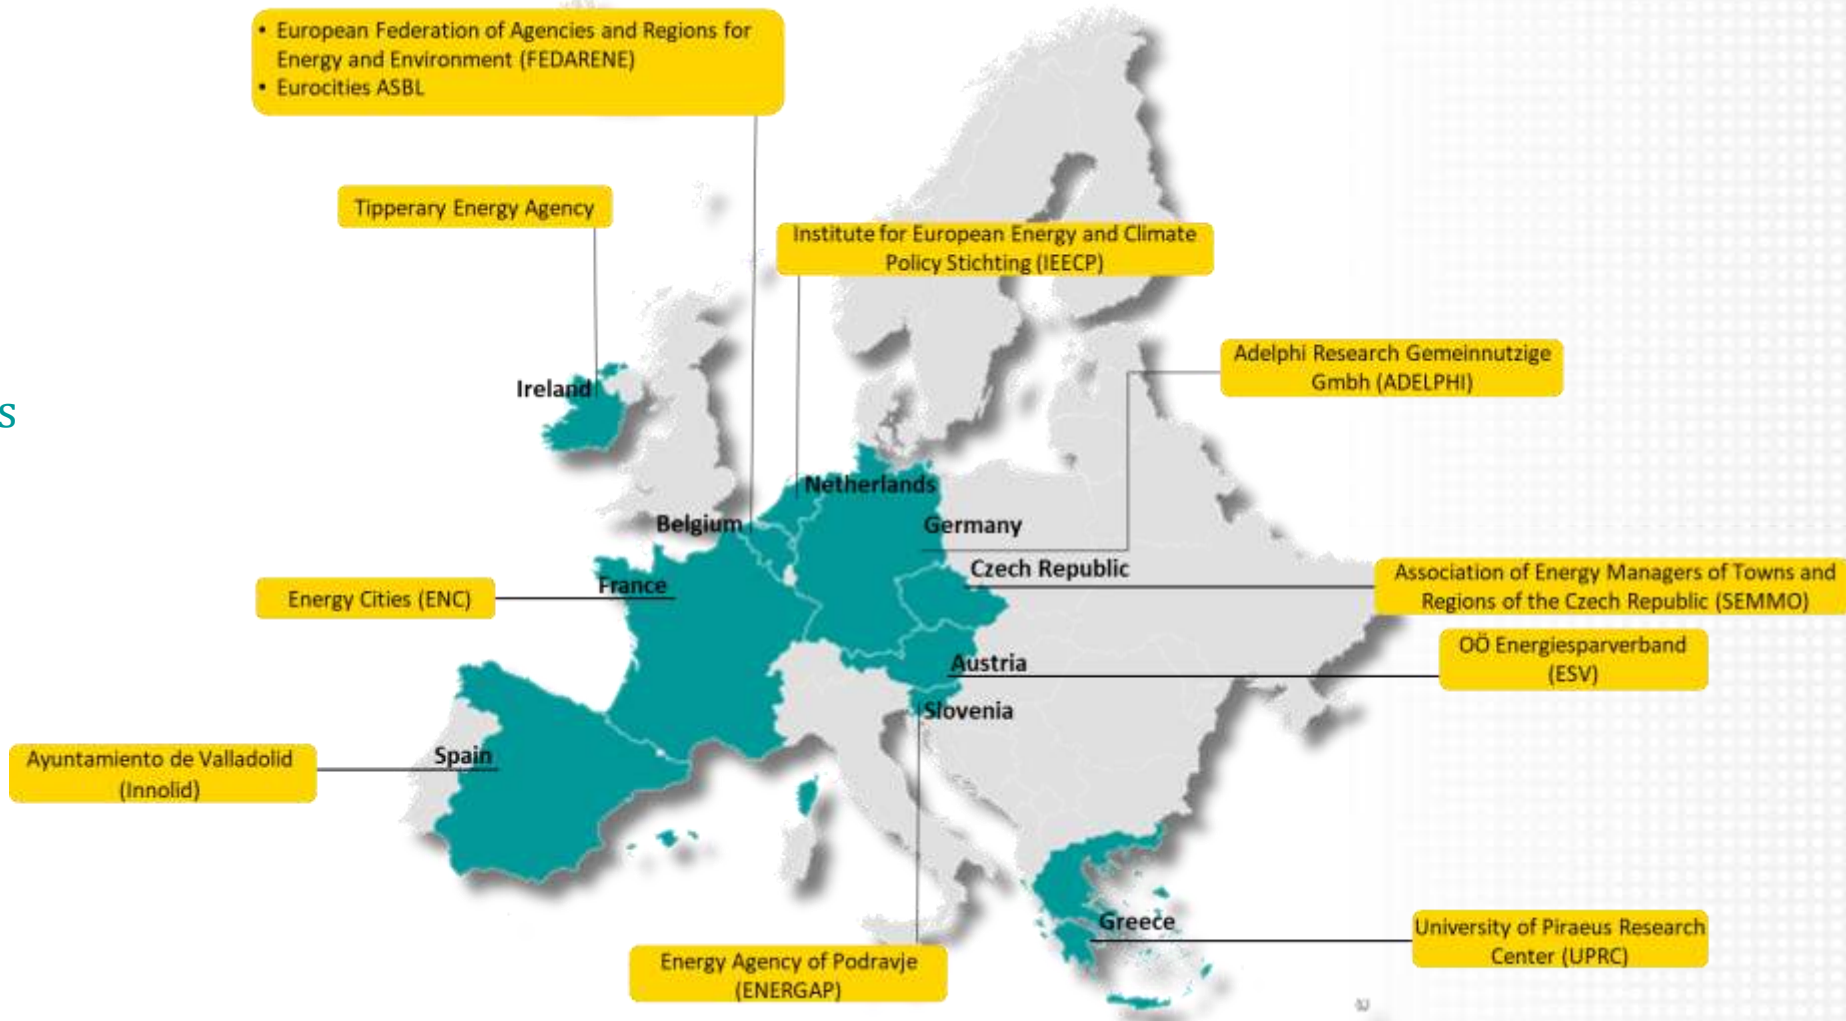 • European Federation of Agencies and Regions for
Energy and Environment (FEDARENE)
• Eurocities ASBL
Tipperary Energy Agency
Institute for European Energy and Climate
Policy Stichting (IEECP)
Adelphi Research Gemeinnutzige
Gmbh (ADELPHI)
Ireland
s
Netherlands
Belgium
Germany
Czech Republic
Association of Energy Managers of Towns and
Regions of the Czech Republic (SEMMO)
France
Energy Cities (ENC)
OÖ Energiesparverband
(ESV)
Austria
Slovenia
Spain
Ayuntamiento de Valladolid
(Innolid)
Greece
University of Piraeus Research
Center (UPRC)
Energy Agency of Podravje
(ENERGAP)